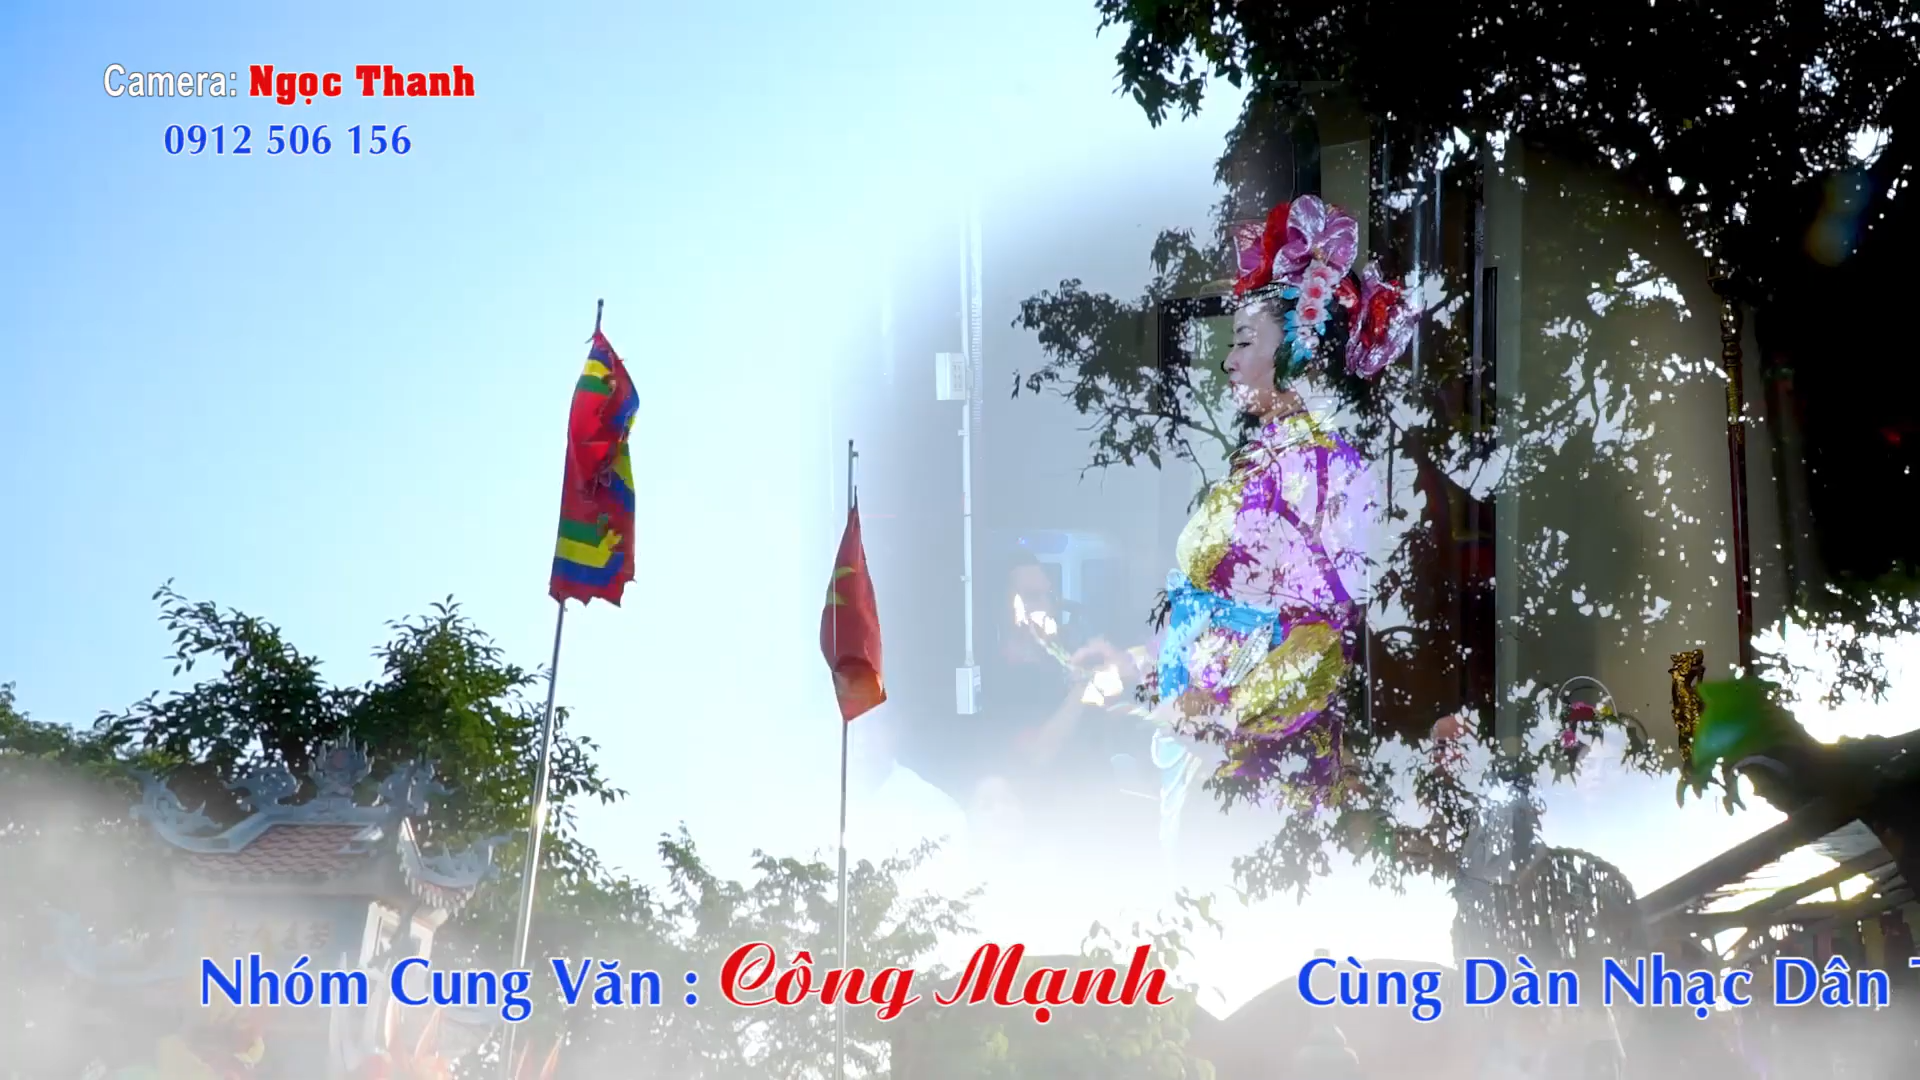 Camera: Ngọc Thanh
0912 506 156
Nhóm Cung Văn : Công Mạnh Cùng Dàn Nhạc Dân